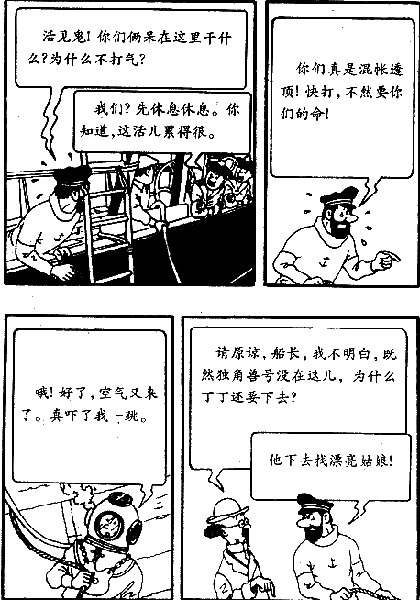 活见鬼！你们俩呆在这里干什
么？为什么不打气？
我们？先休息休息。你
知道，这活儿累得很。
你们真是混帐透
顶！快打，不然要你
们的命！
哦！好了，空气又来
了。真吓了我一跳。
请原谅，船长，我不明白，既
然独角兽号没在这儿，为什么
丁丁还要下去？
他下去找漂亮姑娘！